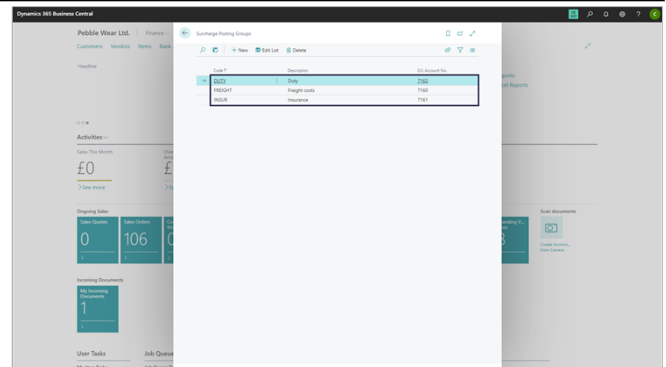 Dynamics 365 Business Central
Pebble Wear Ltd.
Finance
Customers Vendors Items Bank
Headline
Surcharge Posting Groups
+ New Edit List Delete
Code ↑ Description G/L Account No.
DUTY Duty 7162
FREIGHT Freight costs 7160
INSUR Insurance 7161
Activities
Sales This Month
£0
£
>See more
Ongoing Sales
Sales Quotes
0
Sales Orders
106
Scan documents
Create Incomin...
from Camera
Incoming Documents
My Incoming
Documents
1
User Tasks
Job Queue